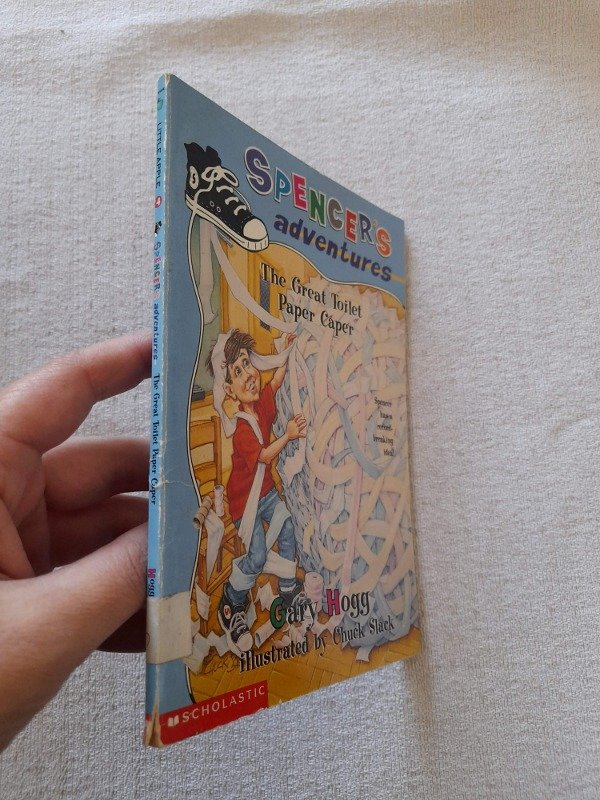 LITTLE APPLE
SPENCER'S adventures The Great Toilet Paper Caper
Hogg
SPENCER'S
adventures
The Great Toilet
Paper Caper
Spencer
has a
record-
breaking
idea!
Gary Hogg
illustrated by Chuck Slack
SCHOLASTIC